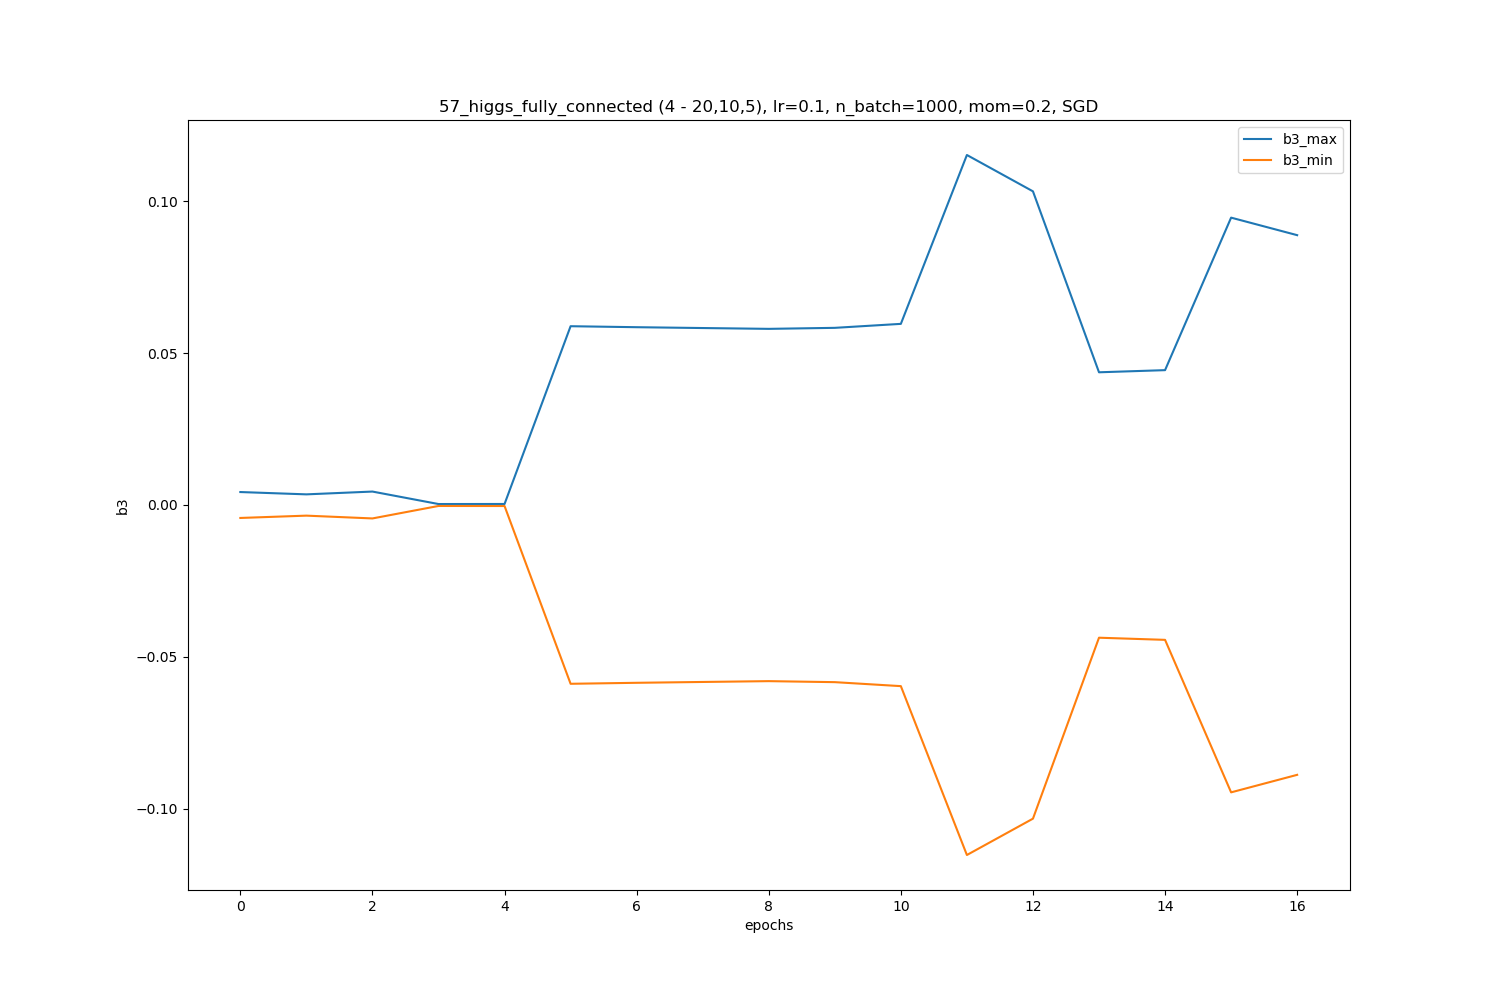 57_higgs_fully_connected (4 - 20,10,5), lr=0.1, n_batch=1000, mom=0.2, SGD
b3_max
b3_min
0.10
0.05
0.00
−0.05
−0.10
b3
0 2 4 6 8 10 12 14 16
epochs